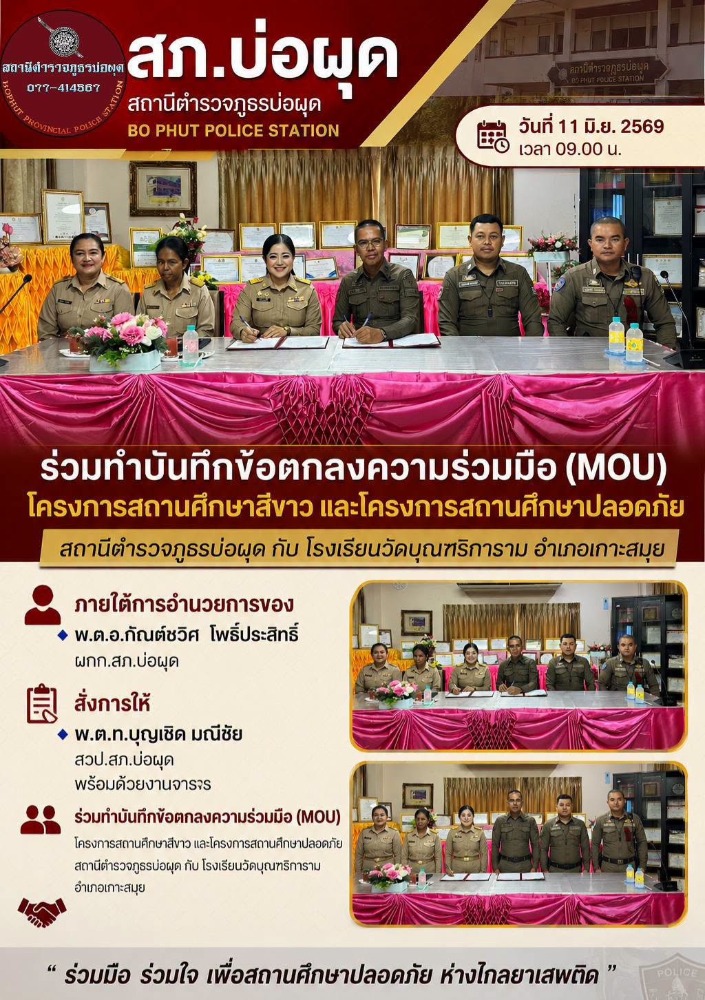 สถานีตำรวจภูธรบ่อผุด
077-414567
BOPHUT PROVINCIAL POLICE STATION
สภ.บ่อผุด
สถานีตำรวจภูธรบ่อผุด
BO PHUT POLICE STATION
สถานีตำรวจภูธรบ่อผุด
BO PHUT POLICE STATION
วันที่ 11 มิ.ย. 2569
เวลา 09.00 น.
ร่วมทำบันทึกข้อตกลงความร่วมมือ (MOU)
โครงการสถานศึกษาสีขาว และโครงการสถานศึกษาปลอดภัย
สถานีตำรวจภูธรบ่อผุด กับ โรงเรียนวัดบุณฑริการาม อำเภอเกาะสมุย
ภายใต้การอำนวยการของ
พ.ต.อ.กัณต์ชวิศ โพธิ์ประสิทธิ์
ผกก.สภ.บ่อผุด
สั่งการให้
พ.ต.ท.บุญเชิด มณีชัย
สวป.สภ.บ่อผุด
พร้อมด้วยงานจารจร
ร่วมทำบันทึกข้อตกลงความร่วมมือ (MOU)
โครงการสถานศึกษาสีขาว และโครงการสถานศึกษาปลอดภัย
สถานีตำรวจภูธรบ่อผุด กับ โรงเรียนวัดบุณฑริการาม
อำเภอเกาะสมุย
“ ร่วมมือ ร่วมใจ เพื่อสถานศึกษาปลอดภัย ห่างไกลยาเสพติด ”
POLICE